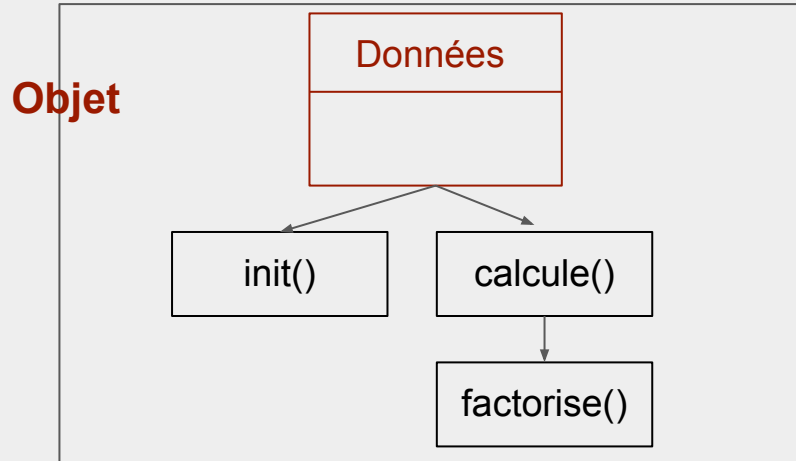 Données
Objet
init()
calcule()
factorise()